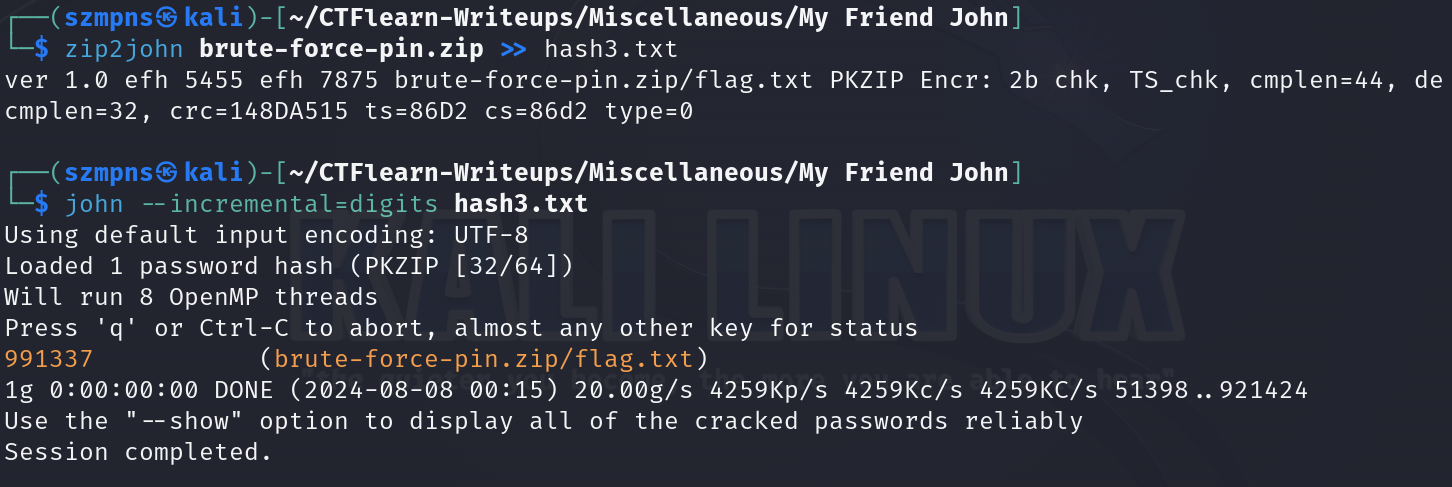 ┌──(szmpns㉿kali)-[~/CTFlearn-Writeups/Miscellaneous/My Friend John]
└─$ zip2john brute-force-pin.zip >> hash3.txt
ver 1.0 efh 5455 efh 7875 brute-force-pin.zip/flag.txt PKZIP Encr: 2b chk, TS_chk, cmplen=44, de
cmplen=32, crc=148DA515 ts=86D2 cs=86d2 type=0
┌──(szmpns㉿kali)-[~/CTFlearn-Writeups/Miscellaneous/My Friend John]
└─$ john --incremental=digits hash3.txt
Using default input encoding: UTF-8
Loaded 1 password hash (PKZIP [32/64])
Will run 8 OpenMP threads
Press 'q' or Ctrl-C to abort, almost any other key for status
991337           (brute-force-pin.zip/flag.txt)
1g 0:00:00:00 DONE (2024-08-08 00:15) 20.00g/s 4259Kp/s 4259Kc/s 4259KC/s 51398..921424
Use the "--show" option to display all of the cracked passwords reliably
Session completed.
KALI LINUX